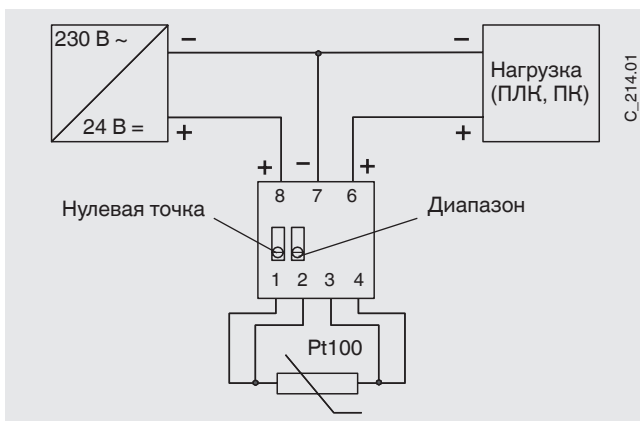 230 В ~
24 В =
–
+
–
+
Нагрузка
(ПЛК, ПК)
C_214.01
+ – +
8 7 6
Нулевая точка
Диапазон
1 2 3 4
Pt100